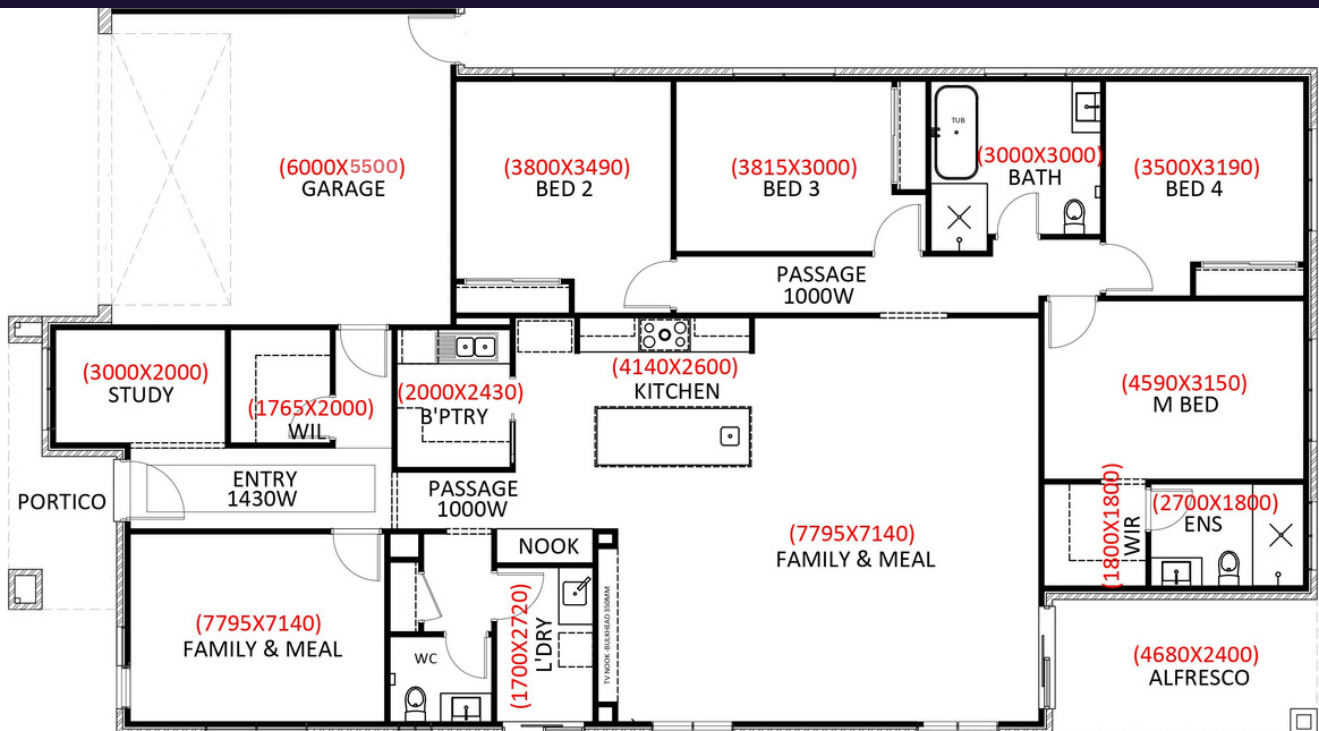 (6000X5500)
GARAGE
(3800X3490)
BED 2
(3815X3000)
BED 3
TUB
(3000X3000)
BATH
(3500X3190)
BED 4
PASSAGE
1000W
(3000X2000)
STUDY
(1765X2000)
WIL
(2000X2430)
B'PTRY
(4140X2600)
KITCHEN
(4590X3150)
M BED
PORTICO
ENTRY
1430W
PASSAGE
1000W
(1800X1800)
WIR
(2700X1800)
ENS
NOOK
(7795X7140)
FAMILY & MEAL
(7795X7140)
FAMILY & MEAL
WC
(1700X2720)
L'DRY
TV NOOK -BULKHEAD 350MM
(4680X2400)
ALFRESCO